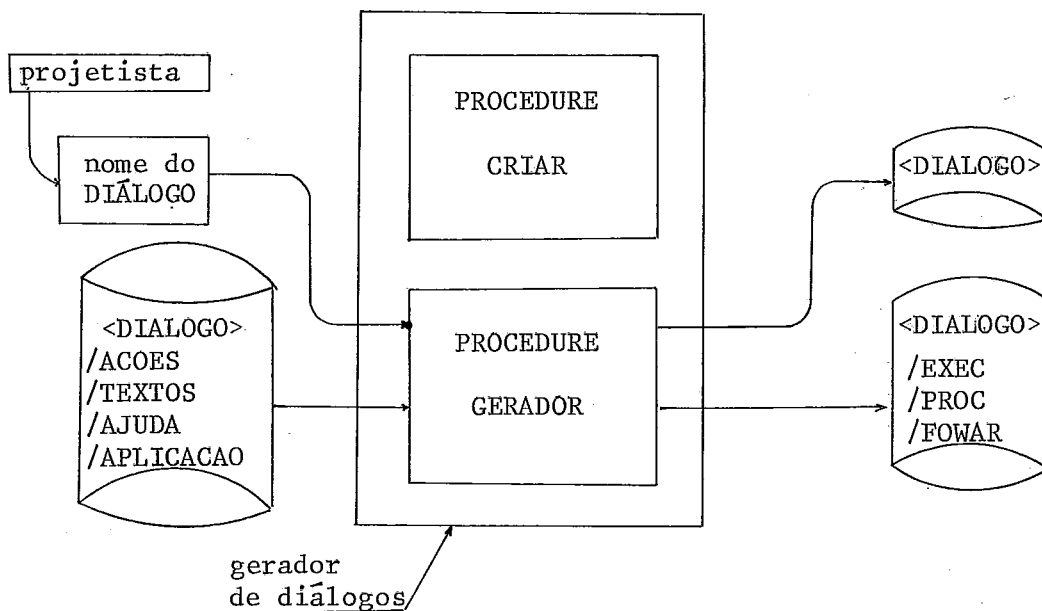 projetista
nome do
DIÁLOGO
<DIALOGO>
/ACOES
/TEXTOS
/AJUDA
/APLICACAO
PROCEDURE
CRIAR
PROCEDURE
GERADOR
<DIALOGO>
<DIALOGO>
/EXEC
/PROC
/FOWAR
gerador
de diálogos